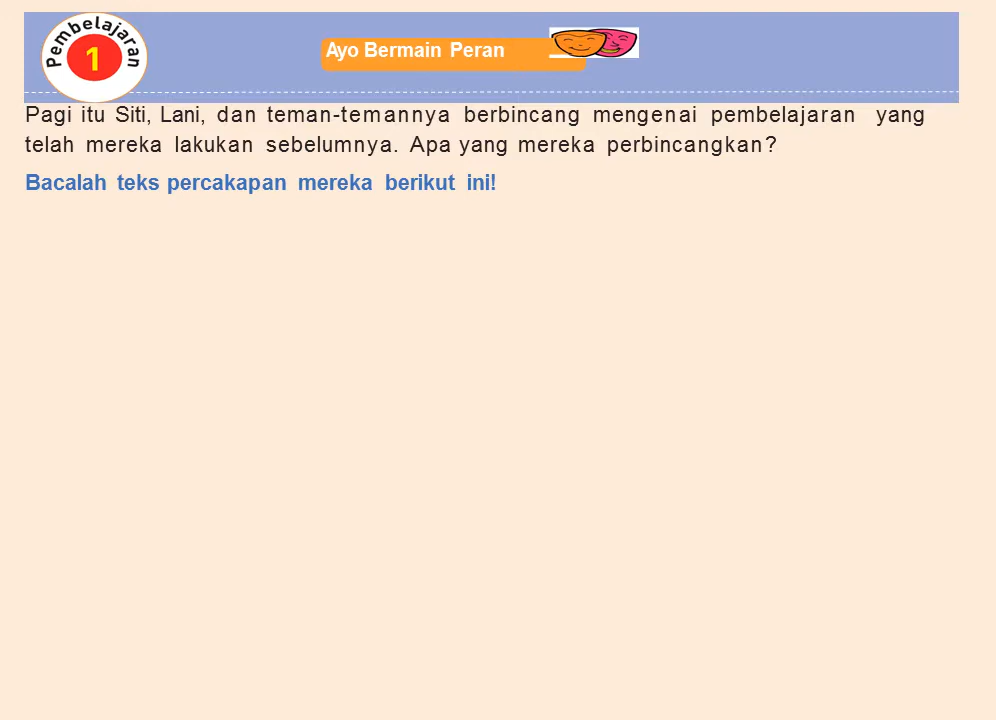 Pembelajaran
1
Ayo Bermain Peran
Pagi itu Siti, Lani, dan teman-temannya berbincang mengenai pembelajaran yang
telah mereka lakukan sebelumnya. Apa yang mereka perbincangkan?
Bacalah teks percakapan mereka berikut ini!